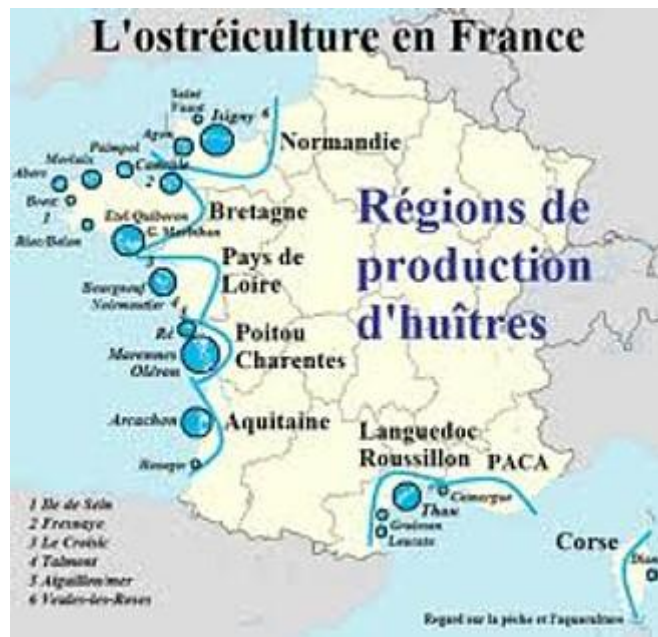 L'ostréiculture en France
Saint
Vaast
Isigny 6
Agon
Normandie
Paimpol
Cancale
Morlaix
2
Abers
Brest
1
Bretagne
Etel Quiberon
G. Morbihan
Riec/Belon
Régions de
production
d'huîtres
Pays de
Loire
3
Bourgneuf
Noirmoutier 4
5
Ré
Poitou
Charentes
Marennes
Oléron
Arcachon
Aquitaine
Hossegor
Languedoc
Roussillon
PACA
Camargue
Thau
Gruissan
Leucate
Corse
1 Ile de Sein
2 Fresnaye
3 Le Croisic
4 Talmont
5 Aiguillon/mer
6 Veules-les-Roses
Regard sur la pêche et l'aquaculture